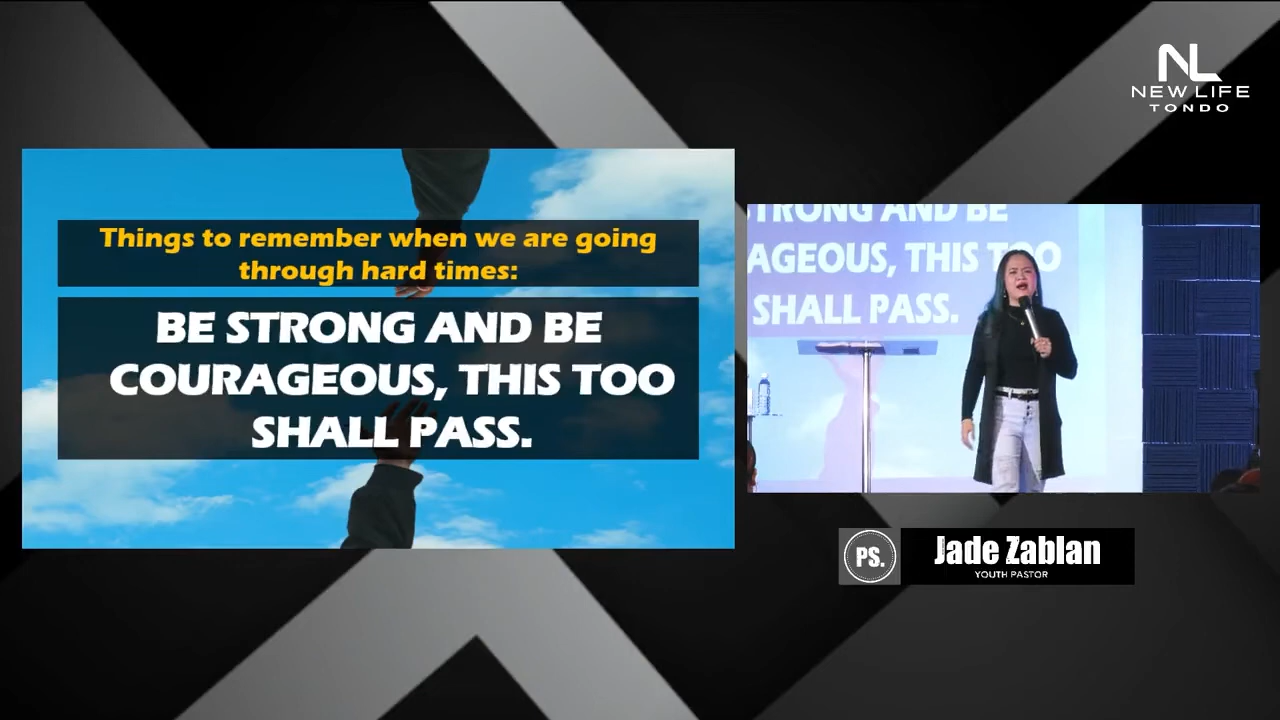 NL
NEW LIFE
TONDO
Things to remember when we are going
through hard times:
BE STRONG AND BE
COURAGEOUS, THIS TOO
SHALL PASS.
STRONG AND BE
AGEOUS, THIS TOO
SHALL PASS.
PS.
Jade Zablan
YOUTH PASTOR